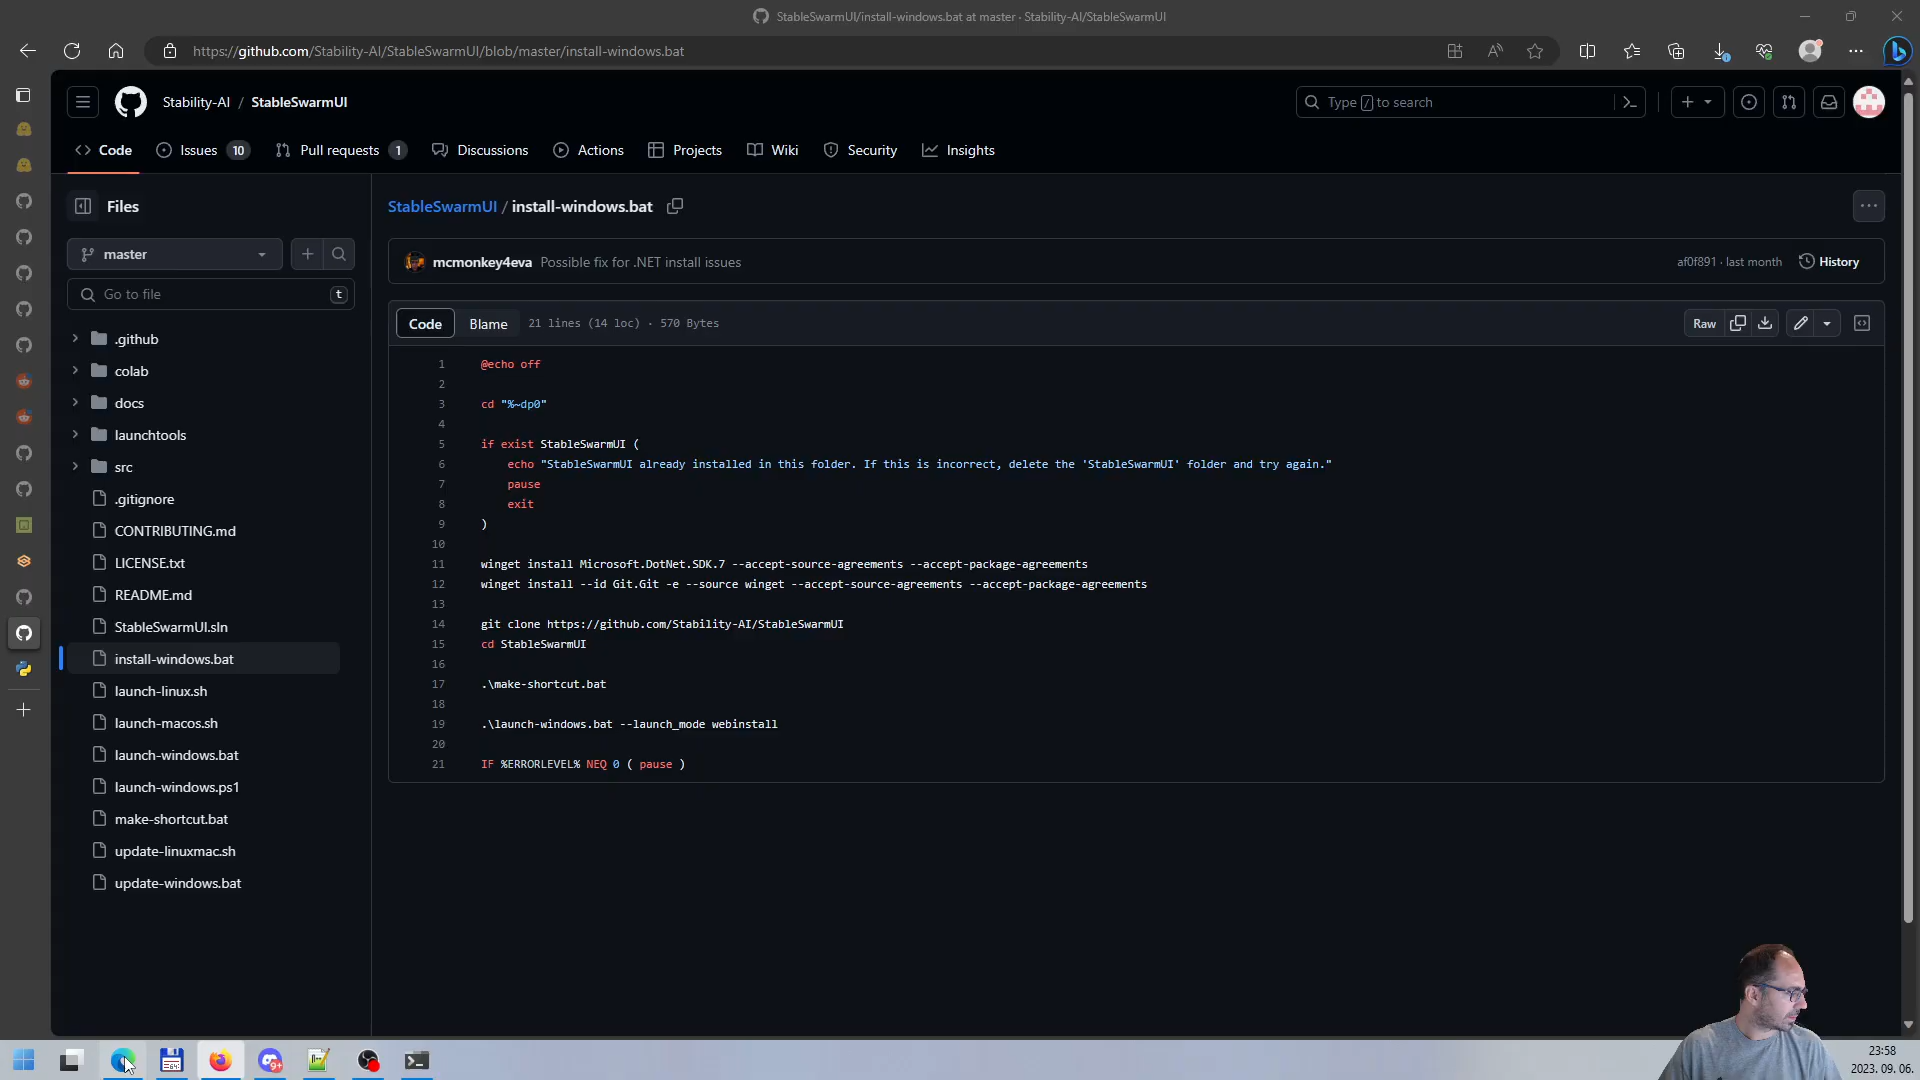 StableSwarmUI/install-windows.bat at master · Stability-AI/StableSwarmUI
https://github.com/Stability-AI/StableSwarmUI/blob/master/install-windows.bat
Stability-AI / StableSwarmUI
Type / to search
Code
Issues 10
Pull requests 1
Discussions
Actions
Projects
Wiki
Security
Insights
Files
master
Go to file
t
.github
colab
docs
launchtools
src
.gitignore
CONTRIBUTING.md
LICENSE.txt
README.md
StableSwarmUI.sln
install-windows.bat
launch-linux.sh
launch-macos.sh
launch-windows.bat
launch-windows.ps1
make-shortcut.bat
update-linuxmac.sh
update-windows.bat
StableSwarmUI / install-windows.bat
mcmonkey4eva Possible fix for .NET install issues
af0f891 · last month
History
Code
Blame
21 lines (14 loc) · 570 Bytes
Raw
1 @echo off
2
3 cd "%~dp0"
4
5 if exist StableSwarmUI (
6 echo "StableSwarmUI already installed in this folder. If this is incorrect, delete the 'StableSwarmUI' folder and try again."
7 pause
8 exit
9 )
10
11 winget install Microsoft.DotNet.SDK.7 --accept-source-agreements --accept-package-agreements
12 winget install --id Git.Git -e --source winget --accept-source-agreements --accept-package-agreements
13
14 git clone https://github.com/Stability-AI/StableSwarmUI
15 cd StableSwarmUI
16
17 .\make-shortcut.bat
18
19 .\launch-windows.bat --launch_mode webinstall
20
21 IF %ERRORLEVEL% NEQ 0 ( pause )
9+
23:58
2023. 09. 06.